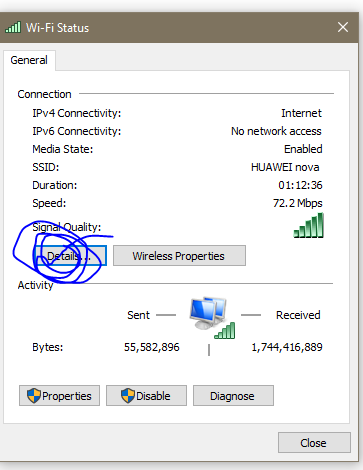 Wi-Fi Status
General
Connection
IPv4 Connectivity: Internet
IPv6 Connectivity: No network access
Media State: Enabled
SSID: HUAWEI nova
Duration: 01:12:36
Speed: 72.2 Mbps
Signal Quality:
Details... Wireless Properties
Activity
Sent Received
Bytes: 55,582,896 1,744,416,889
Properties Disable Diagnose
Close